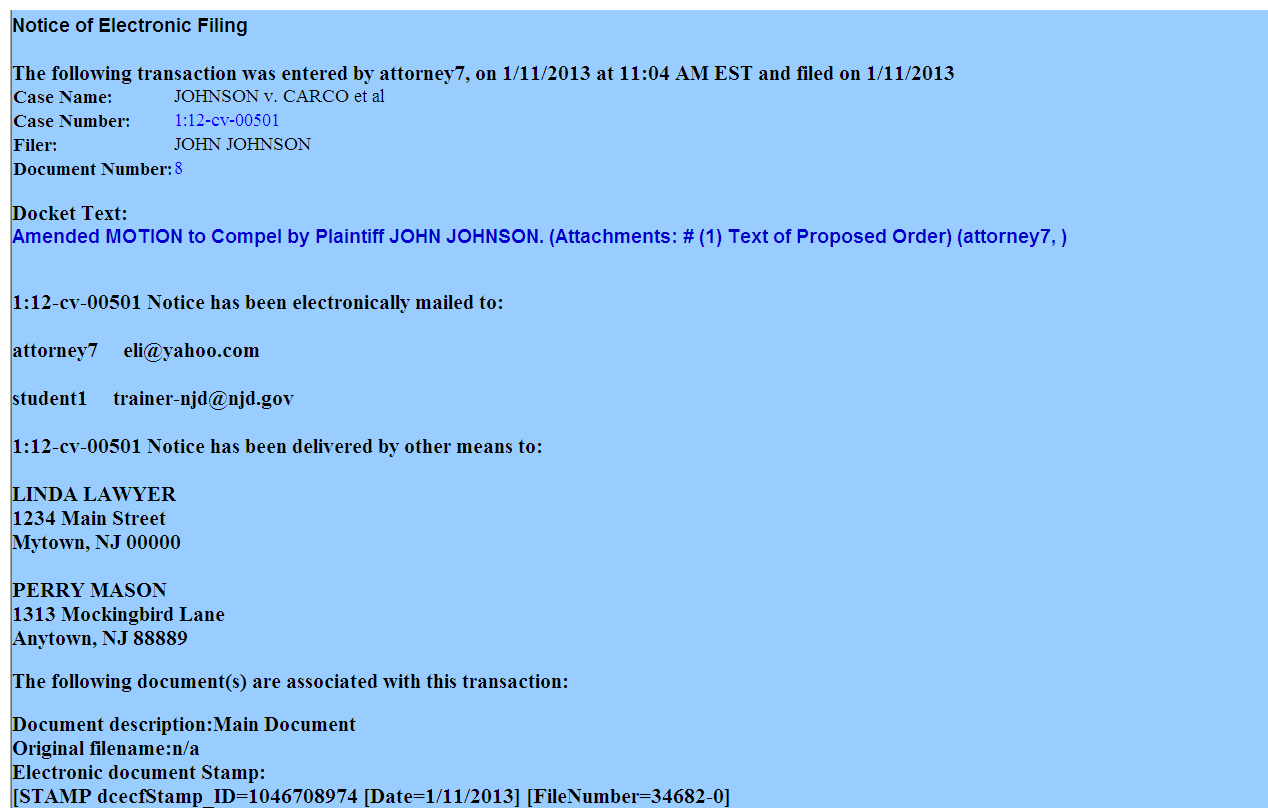 Notice of Electronic Filing
The following transaction was entered by attorney7, on 1/11/2013 at 11:04 AM EST and filed on 1/11/2013
Case Name: JOHNSON v. CARCO et al
Case Number: 1:12-cv-00501
Filer: JOHN JOHNSON
Document Number: 8
Docket Text:
Amended MOTION to Compel by Plaintiff JOHN JOHNSON. (Attachments: # (1) Text of Proposed Order) (attorney7, )
1:12-cv-00501 Notice has been electronically mailed to:
attorney7 eli@yahoo.com
student1 trainer-njd@njd.gov
1:12-cv-00501 Notice has been delivered by other means to:
LINDA LAWYER
1234 Main Street
Mytown, NJ 00000
PERRY MASON
1313 Mockingbird Lane
Anytown, NJ 88889
The following document(s) are associated with this transaction:
Document description:Main Document
Original filename:n/a
Electronic document Stamp:
[STAMP dcecfStamp_ID=1046708974 [Date=1/11/2013] [FileNumber=34682-0]